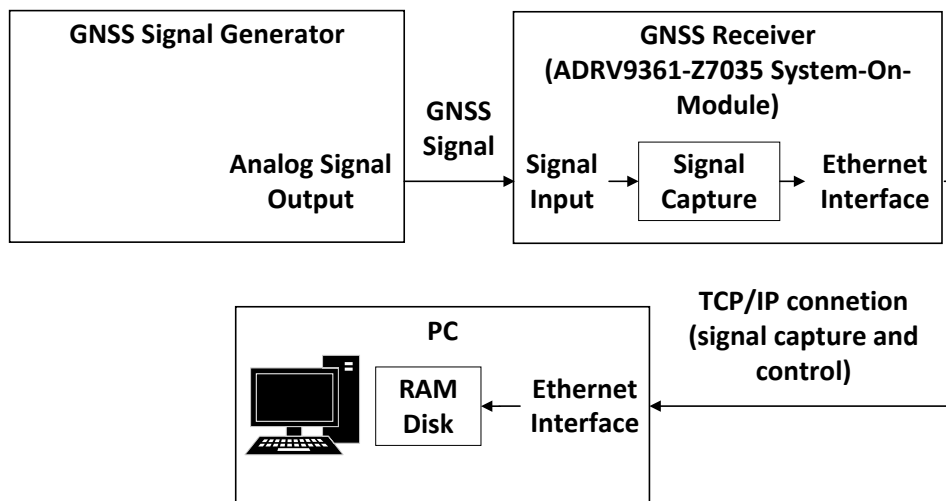 GNSS Signal Generator
Analog Signal
Output
GNSS
Signal
GNSS Receiver
(ADRV9361-Z7035 System-On-
Module)
Signal
Input
Signal
Capture
Ethernet
Interface
TCP/IP connetion
(signal capture and
control)
PC
RAM
Disk
Ethernet
Interface